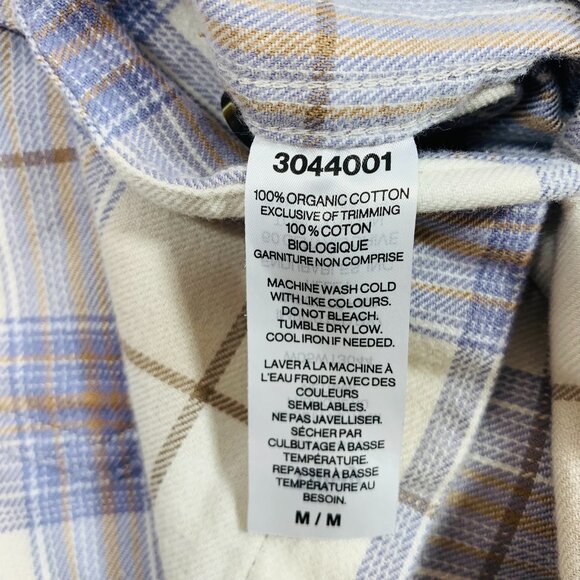 3044001
100% ORGANIC COTTON
EXCLUSIVE OF TRIMMING
100% COTON
BIOLOGIQUE
GARNITURE NON COMPRISE
MACHINE WASH COLD
WITH LIKE COLOURS.
DO NOT BLEACH.
TUMBLE DRY LOW.
COOL IRON IF NEEDED.
LAVER À LA MACHINE À
L'EAU FROIDE AVEC DES
COULEURS
SEMBLABLES.
NE PAS JAVELLISER.
SÉCHER PAR
CULBUTAGE À BASSE
TEMPÉRATURE.
REPASSER À BASSE
TEMPÉRATURE AU
BESOIN.
M / M